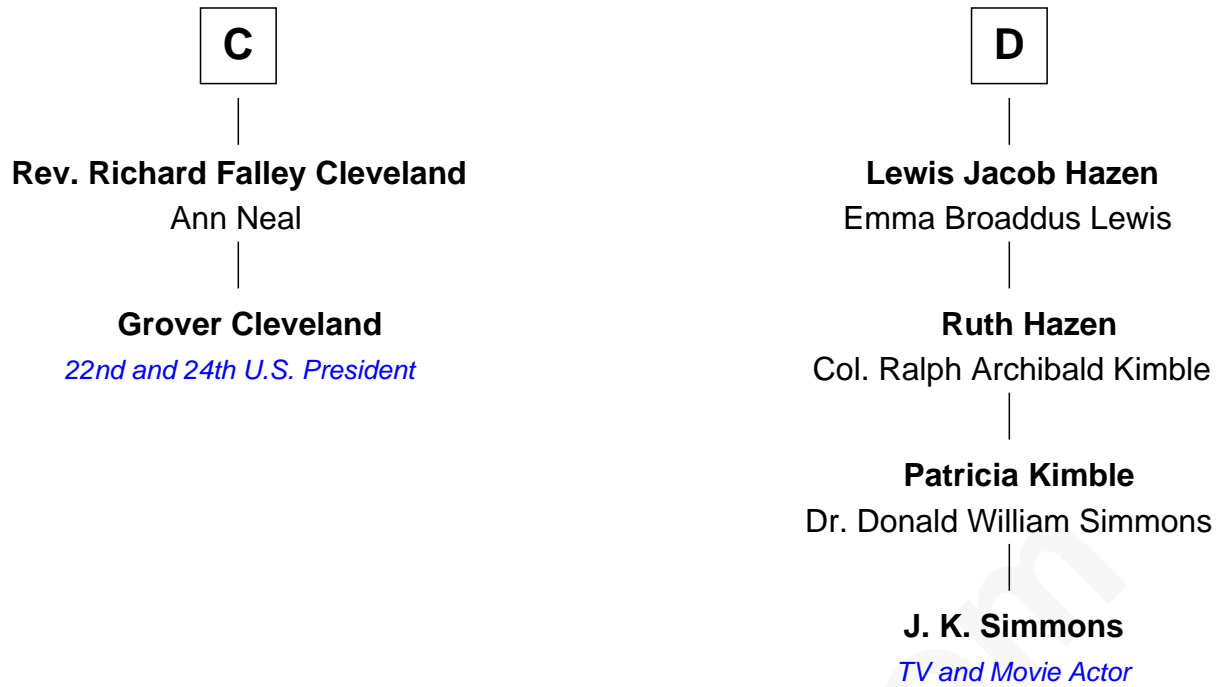 C
Rev. Richard Falley Cleveland
Ann Neal
Grover Cleveland
22nd and 24th U.S. President
D
Lewis Jacob Hazen
Emma Broaddus Lewis
Ruth Hazen
Col. Ralph Archibald Kimble
Patricia Kimble
Dr. Donald William Simmons
J. K. Simmons
TV and Movie Actor